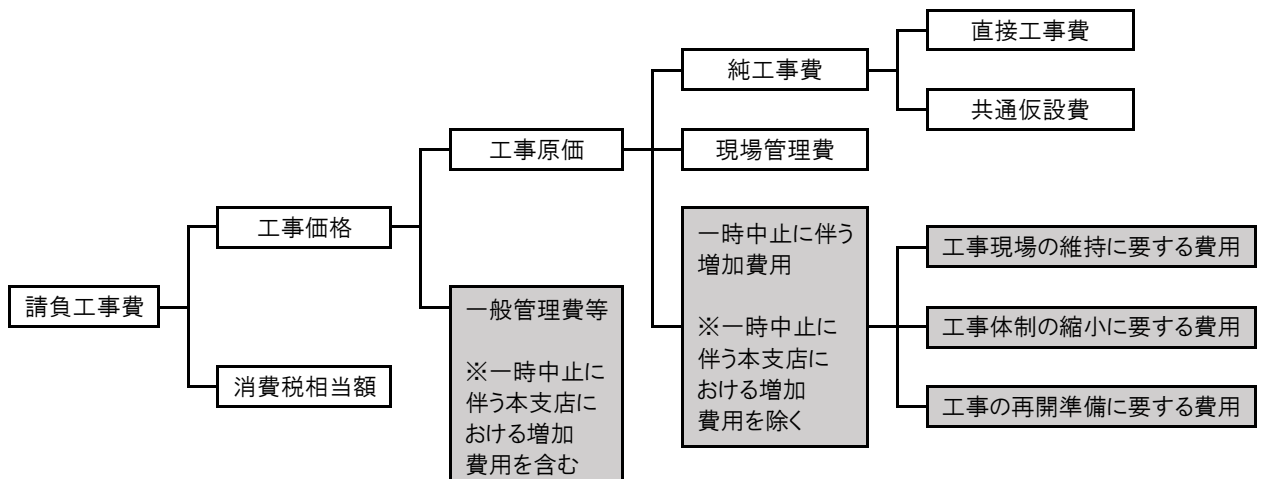 直接工事費
純工事費
共通仮設費
工事原価
現場管理費
工事価格
一時中止に伴う
増加費用
※一時中止に
伴う本支店に
おける増加
費用を除く
工事現場の維持に要する費用
請負工事費
一般管理費等
※一時中止に
伴う本支店に
おける増加
費用を含む
工事体制の縮小に要する費用
消費税相当額
工事の再開準備に要する費用